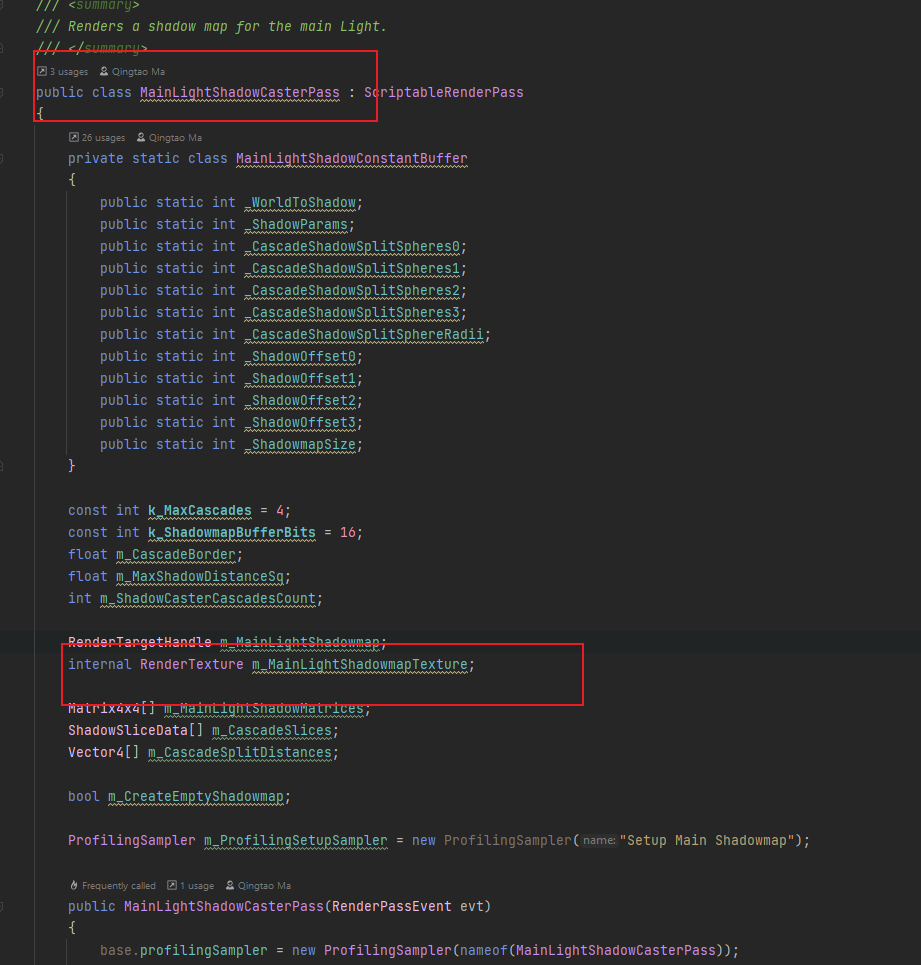 /// <summary>
/// Renders a shadow map for the main Light.
/// </summary>
3 usages Qingtao Ma
public class MainLightShadowCasterPass : ScriptableRenderPass
{
26 usages Qingtao Ma
private static class MainLightShadowConstantBuffer
{
public static int _WorldToShadow;
public static int _ShadowParams;
public static int _CascadeShadowSplitSpheres0;
public static int _CascadeShadowSplitSpheres1;
public static int _CascadeShadowSplitSpheres2;
public static int _CascadeShadowSplitSpheres3;
public static int _CascadeShadowSplitSphereRadii;
public static int _ShadowOffset0;
public static int _ShadowOffset1;
public static int _ShadowOffset2;
public static int _ShadowOffset3;
public static int _ShadowmapSize;
}
const int k_MaxCascades = 4;
const int k_ShadowmapBufferBits = 16;
float m_CascadeBorder;
float m_MaxShadowDistanceSq;
int m_ShadowCasterCascadesCount;
RenderTargetHandle m_MainLightShadowmap;
internal RenderTexture m_MainLightShadowmapTexture;
Matrix4x4[] m_MainLightShadowMatrices;
ShadowSliceData[] m_CascadeSlices;
Vector4[] m_CascadeSplitDistances;
bool m_CreateEmptyShadowmap;
ProfilingSampler m_ProfilingSetupSampler = new ProfilingSampler(name: "Setup Main Shadowmap");
Frequently called 1 usage Qingtao Ma
public MainLightShadowCasterPass(RenderPassEvent evt)
{
base.profilingSampler = new ProfilingSampler(nameof(MainLightShadowCasterPass));